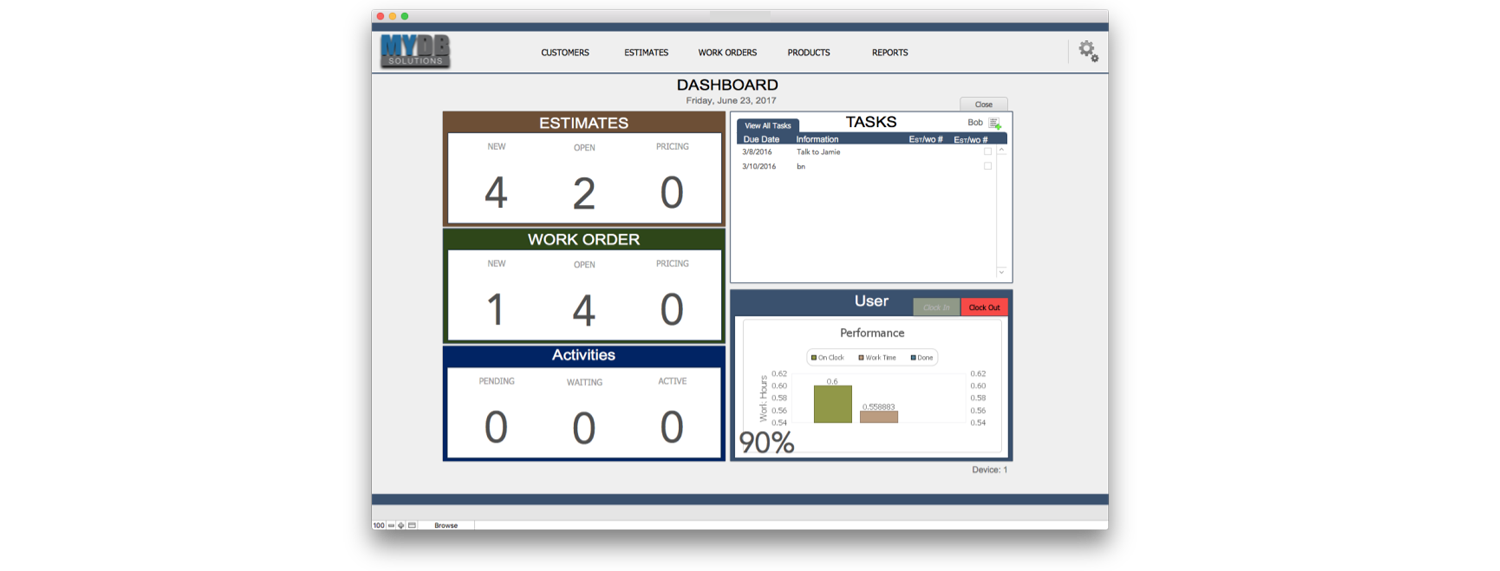 MYDB
SOLUTIONS
CUSTOMERS ESTIMATES WORK ORDERS PRODUCTS REPORTS
DASHBOARD
Friday, June 23, 2017
Close
ESTIMATES
NEW OPEN PRICING
4 2 0
WORK ORDER
NEW OPEN PRICING
1 4 0
Activities
PENDING WAITING ACTIVE
0 0 0
View All Tasks TASKS Bob
Due Date Information EST/WO # EST/WO #
3/8/2016 Talk to Jamie
3/10/2016 bn
User Clock In Clock Out
Performance
On Clock Work Time Done
Work Hours
0.62 0.62
0.60 0.6 0.60
0.58 0.58
0.56 0.558883 0.56
0.54 0.54
90%
Device: 1
100 Browse